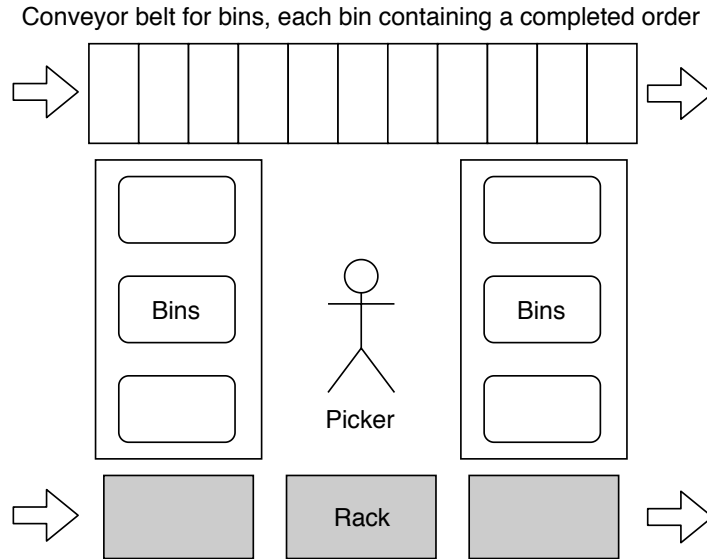 Conveyor belt for bins, each bin containing a completed order
Bins
Bins
Picker
Rack